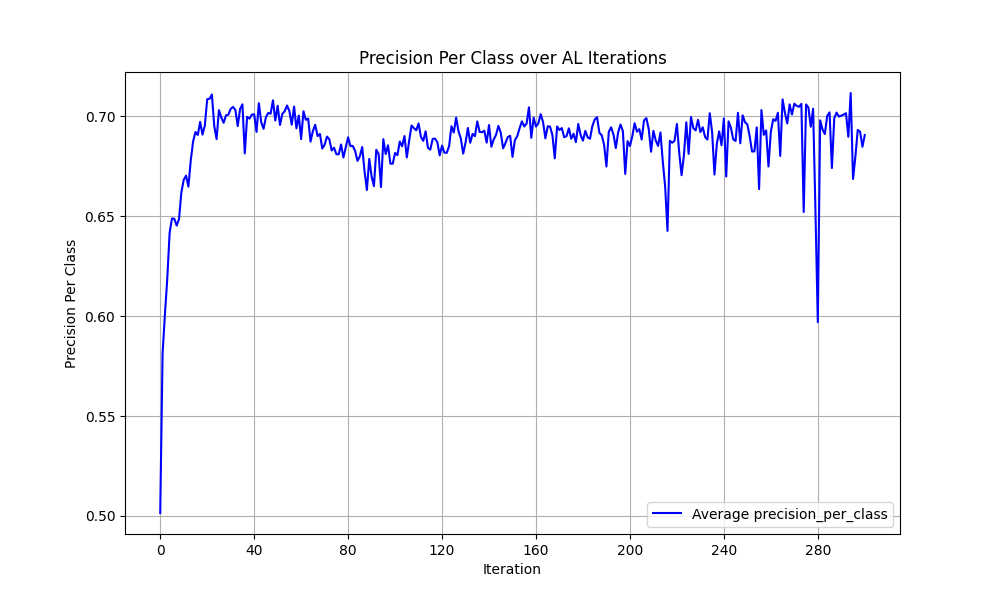 Precision Per Class over AL Iterations
0.70
0.65
0.60
0.55
0.50
Precision Per Class
Average precision_per_class
0 40 80 120 160 200 240 280
Iteration